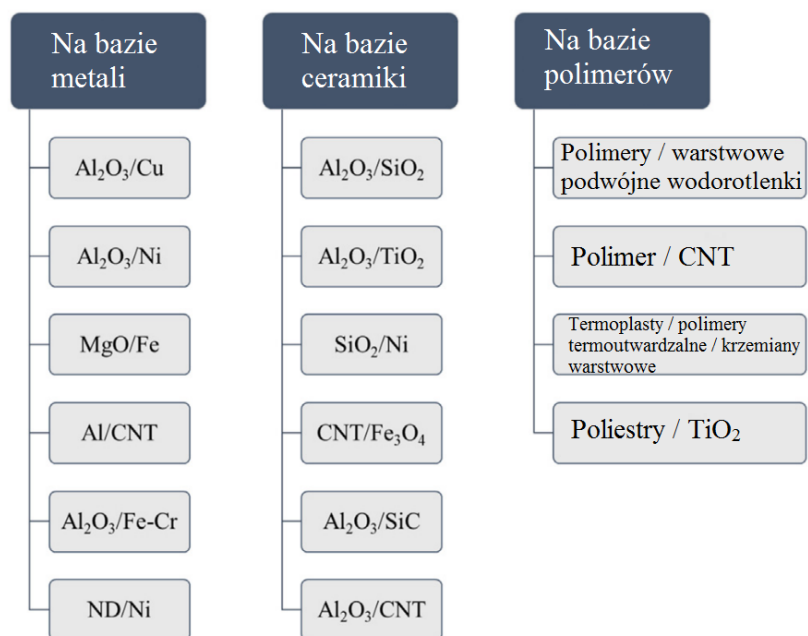 Na bazie
metali
Al₂O₃/Cu
Al₂O₃/Ni
MgO/Fe
Al/CNT
Al₂O₃/Fe-Cr
ND/Ni
Na bazie
ceramiki
Al₂O₃/SiO₂
Al₂O₃/TiO₂
SiO₂/Ni
CNT/Fe₃O₄
Al₂O₃/SiC
Al₂O₃/CNT
Na bazie
polimerów
Polimery / warstwowe
podwójne wodorotlenki
Polimer / CNT
Termoplasty / polimery
termoutwardzalne / krzemiany
warstwowe
Poliestry / TiO₂